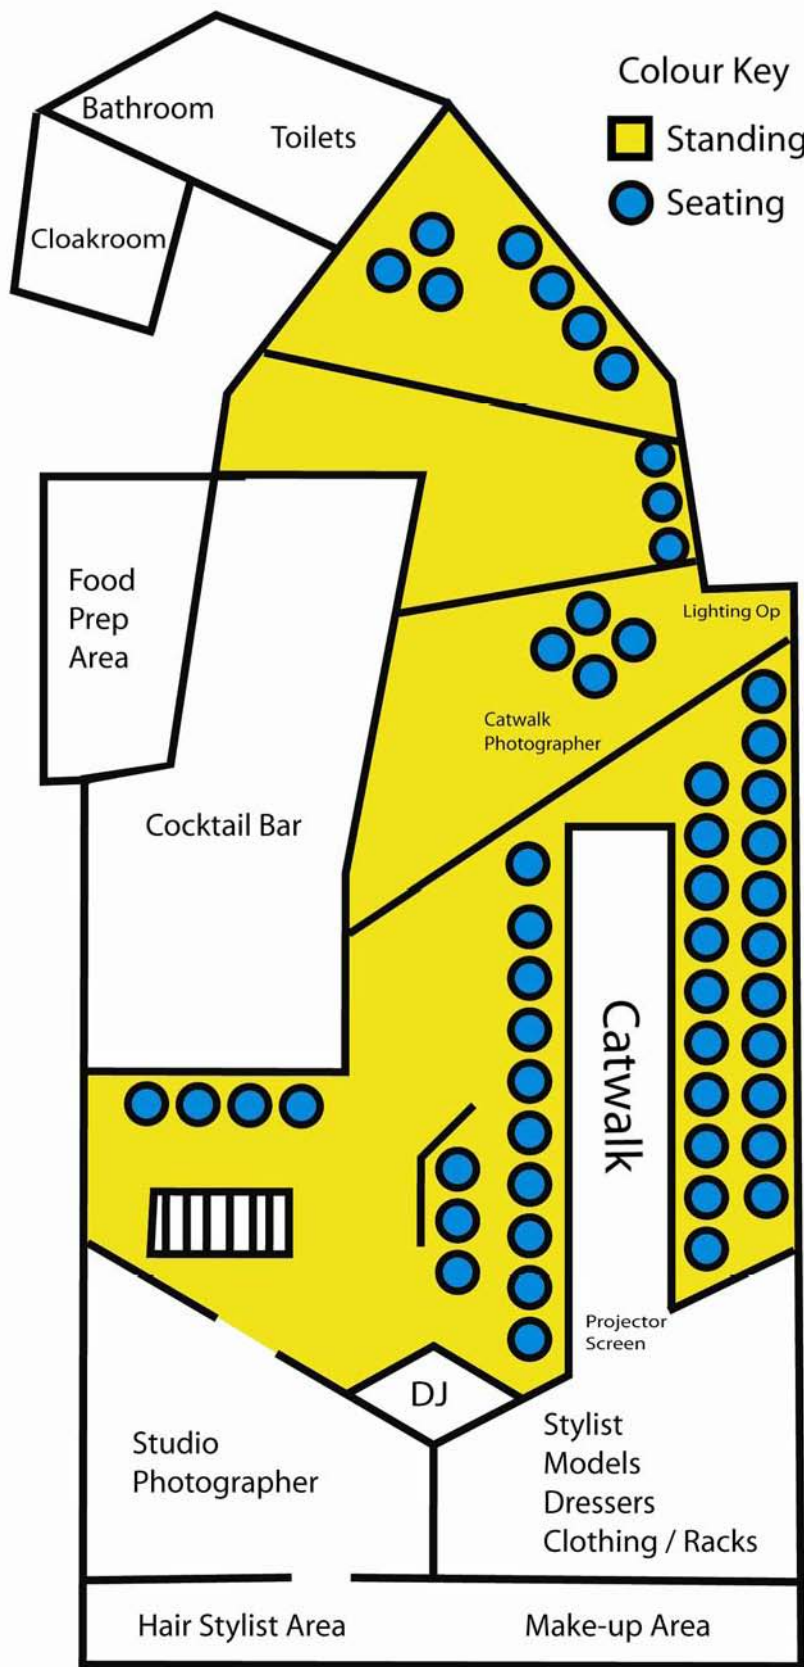 Colour Key
Standing
Seating
Bathroom
Toilets
Cloakroom
Food
Prep
Area
Lighting Op
Catwalk
Photographer
Cocktail Bar
Catwalk
Projector
Screen
DJ
Studio
Photographer
Stylist
Models
Dressers
Clothing / Racks
Hair Stylist Area
Make-up Area